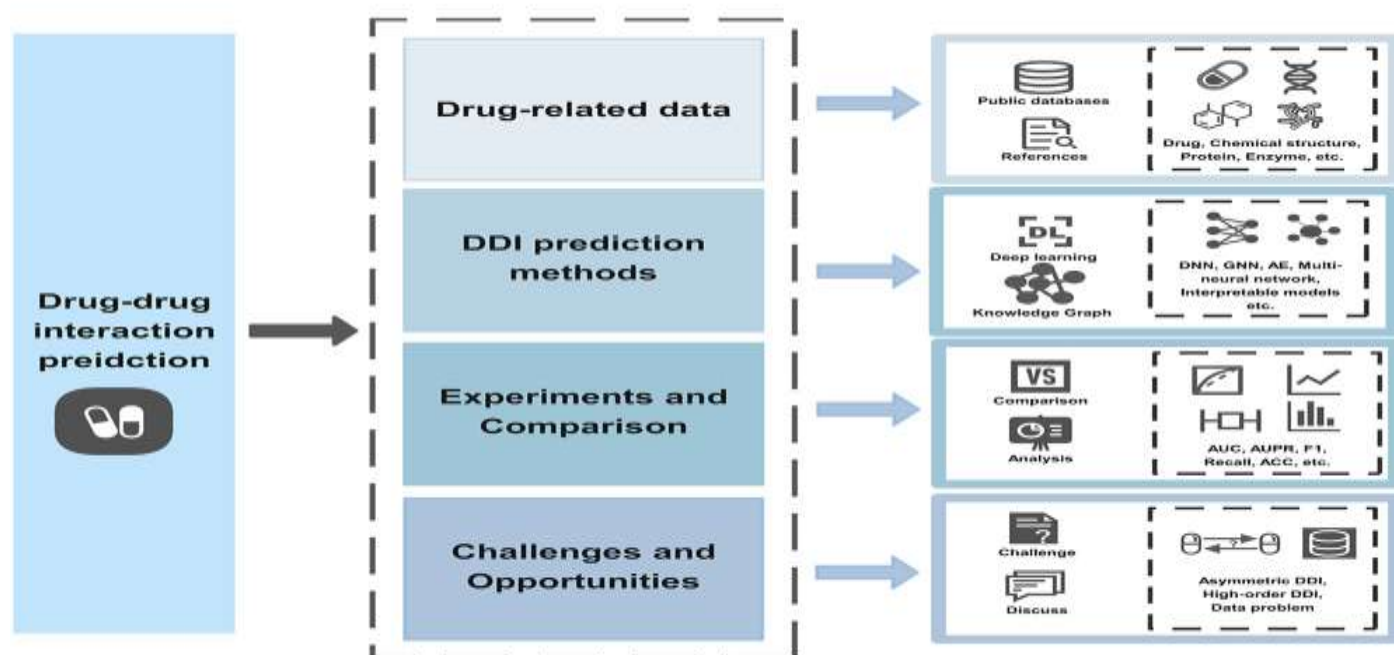 Drug-drug
interaction
preidction
Drug-related data
DDI prediction
methods
Experiments and
Comparison
Challenges and
Opportunities
Public databases
References
Drug, Chemical structure,
Protein, Enzyme, etc.
DL
Deep learning
Knowledge Graph
DNN, GNN, AE, Multi-
neural network,
Interpretable models
etc.
VS
Comparison
Analysis
AUC, AUPR, F1,
Recall, ACC, etc.
?
Challenge
Discuss
?
Asymmetric DDI,
High-order DDI,
Data problem